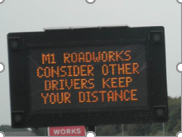 M1 ROADWORKS
CONSIDER OTHER
DRIVERS KEEP
YOUR DISTANCE
WORKS